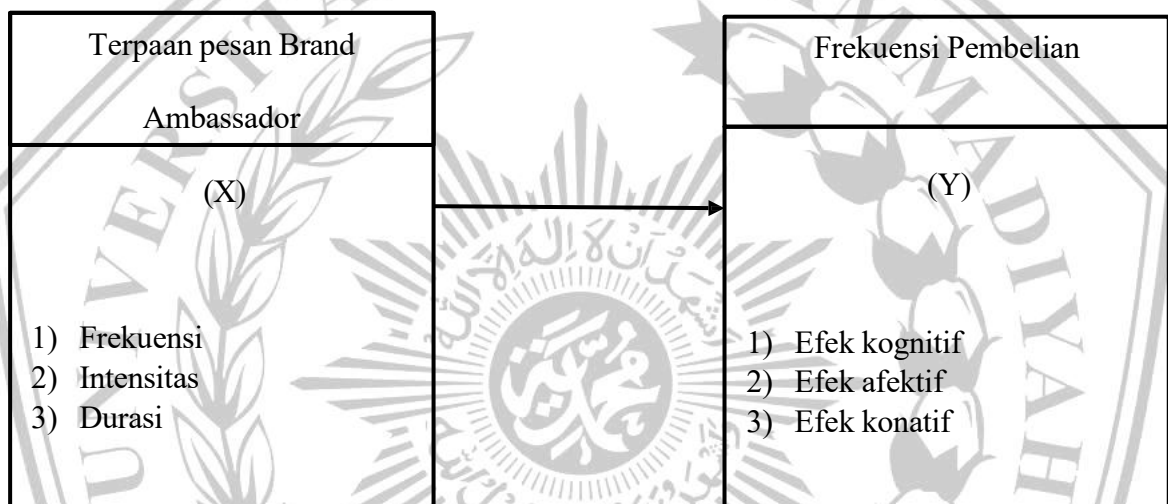 Terpaan pesan Brand
Ambassador
(X)
1) Frekuensi
2) Intensitas
3) Durasi
Frekuensi Pembelian
(Y)
1) Efek kognitif
2) Efek afektif
3) Efek konatif